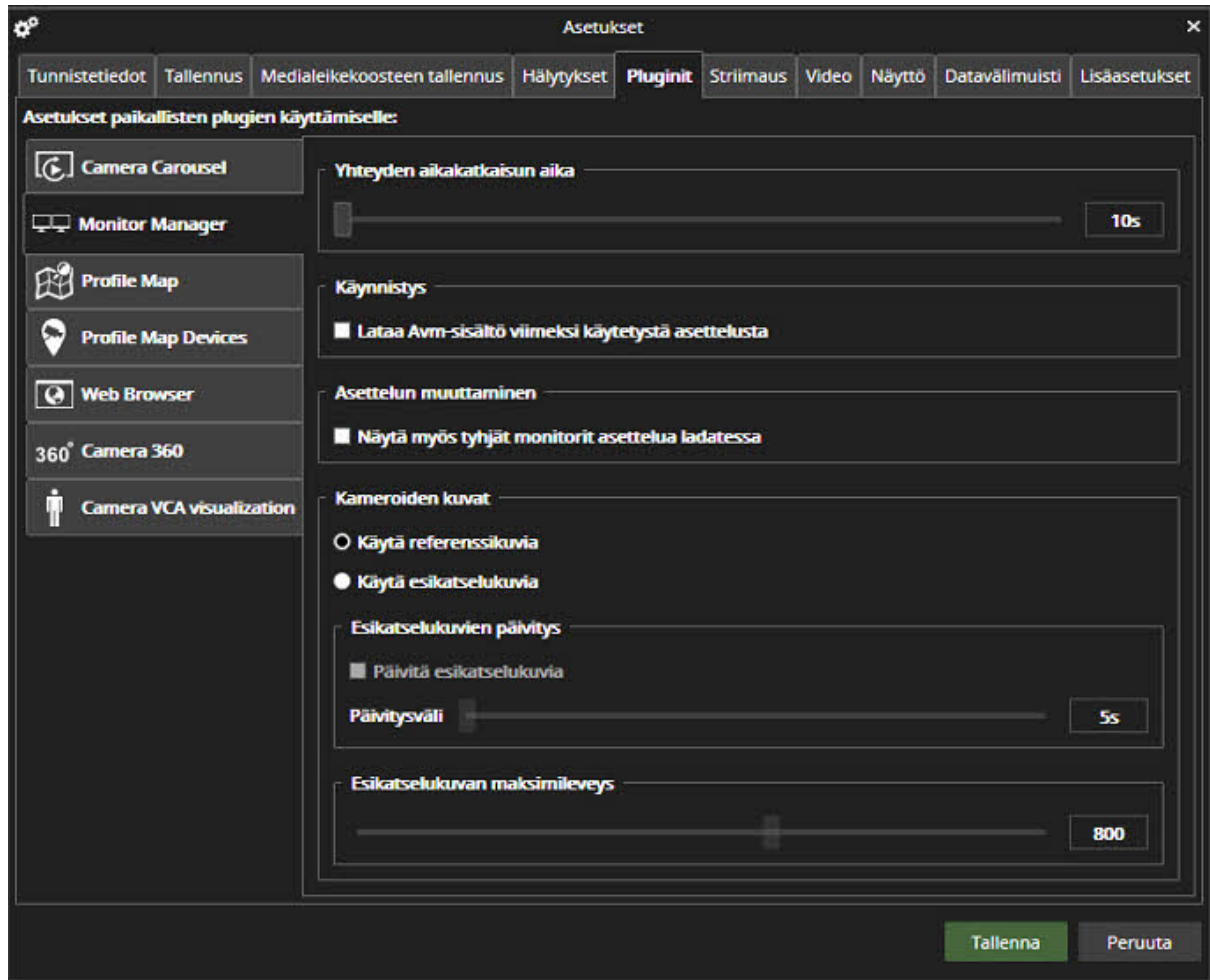 Asetukset
Tunnistetiedot Tallennus Medialeikekoosteen tallennus Hälytykset Pluginit Striimaus Video Näyttö Datavälimuisti Lisäasetukset
Asetukset paikallisten plugien käyttämiselle:
Camera Carousel
Monitor Manager
Profile Map
Profile Map Devices
Web Browser
360° Camera 360
Camera VCA visualization
Yhteyden aikakatkaisun aika
10s
Käynnistys
Lataa Avm-sisältö viimeksi käytetystä asettelusta
Asettelun muuttaminen
Näytä myös tyhjät monitorit asettelua ladatessa
Kameroiden kuvat
Käytä referenssikuvia
Käytä esikatselukuvia
Esikatselukuvien päivitys
Päivitä esikatselukuvia
Päivitysväli 5s
Esikatselukuvan maksimileveys
800
Tallenna Peruuta